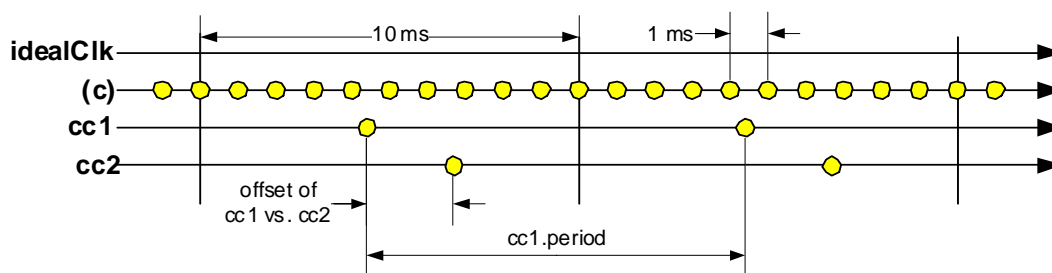 10 ms
1 ms
idealClk
(c)
cc1
cc2
offset of
cc1 vs. cc2
cc1.period